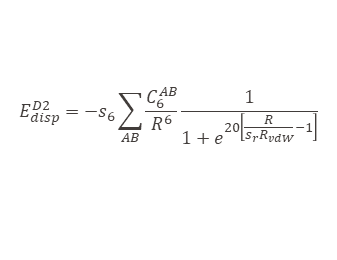 E_{disp}^{D2} = -s_6 \sum_{AB} \frac{C_6^{AB}}{R^6} \frac{1}{1 + e^{20\left[\frac{R}{s_r R_{vdW}} - 1\right]}}